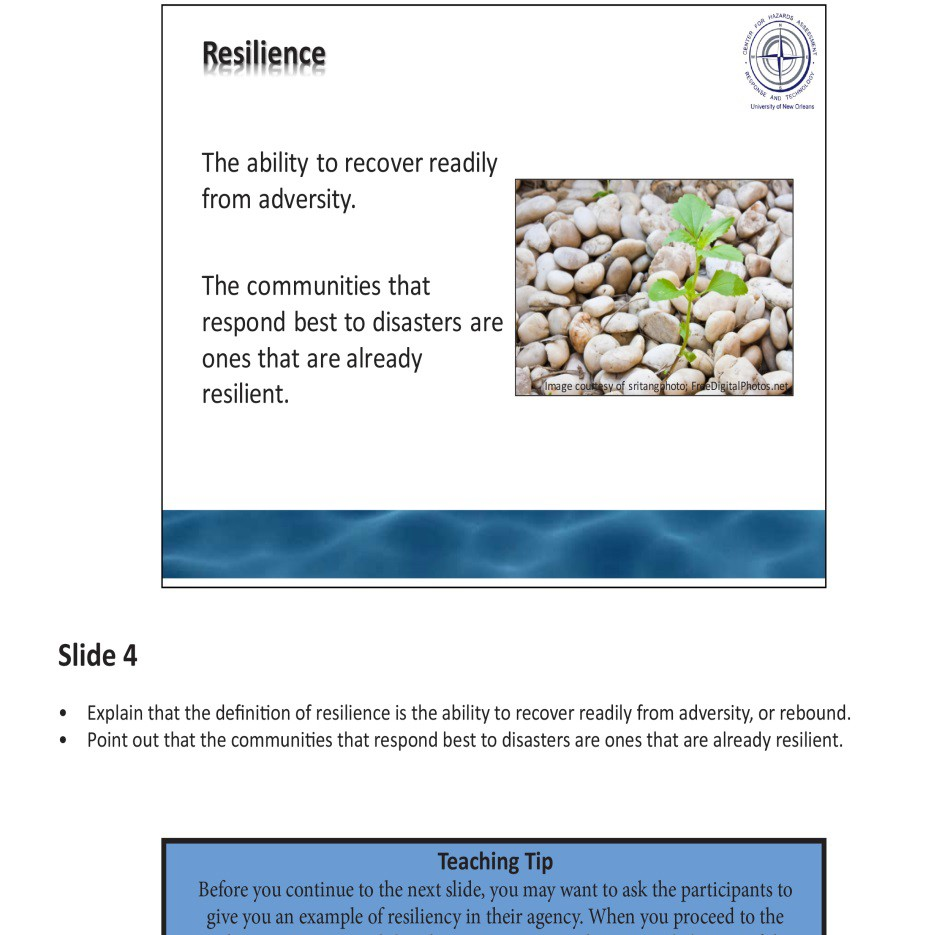 Resilience
CENTER FOR HAZARDS ASSESSMENT
RESPONSE AND TECHNOLOGY
University of New Orleans
The ability to recover readily
from adversity.
The communities that
respond best to disasters are
ones that are already
resilient.
Image courtesy of sritangphoto; FreeDigitalPhotos.net
Slide 4
• Explain that the definition of resilience is the ability to recover readily from adversity, or rebound.
• Point out that the communities that respond best to disasters are ones that are already resilient.
Teaching Tip
Before you continue to the next slide, you may want to ask the participants to
give you an example of resiliency in their agency. When you proceed to the